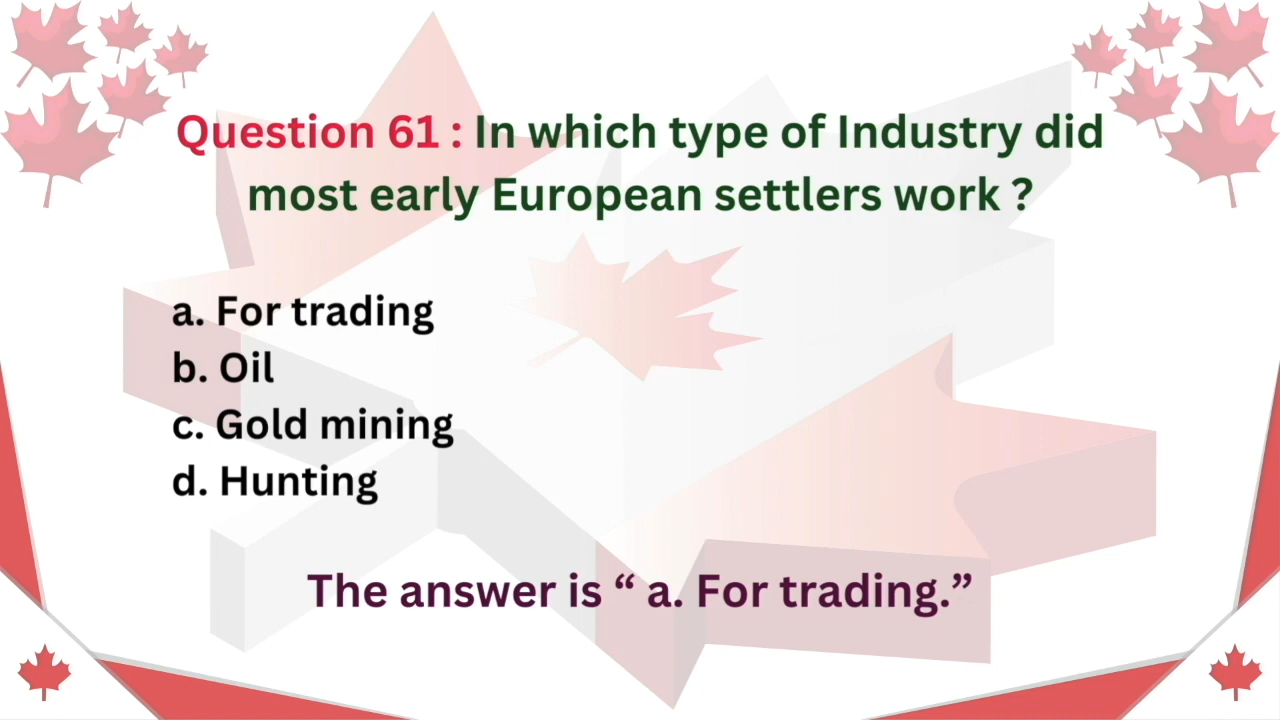 Question 61 : In which type of Industry did
most early European settlers work ?
a. For trading
b. Oil
c. Gold mining
d. Hunting
The answer is “ a. For trading.”